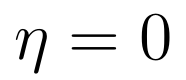 η = 0